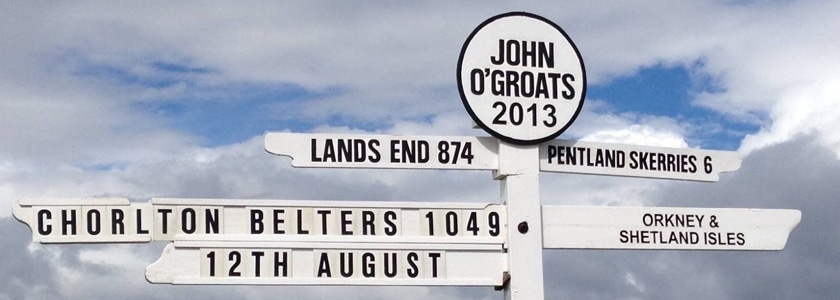 JOHN
O'GROATS
2013
LANDS END 874
PENTLAND SKERRIES 6
CHORLTON BELTERS 1049
ORKNEY &
SHETLAND ISLES
12TH AUGUST